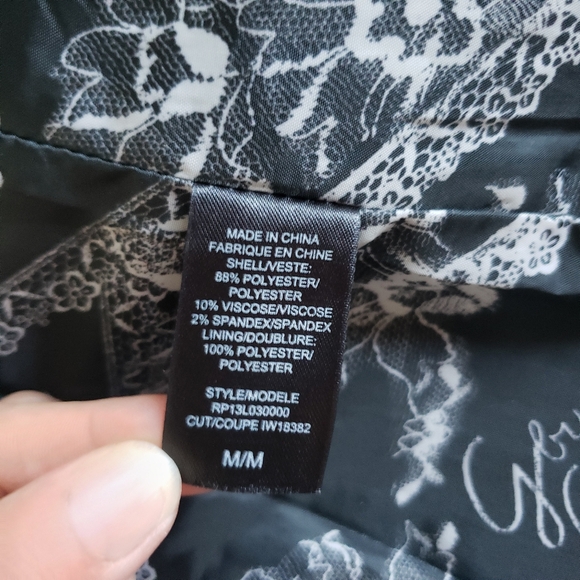 MADE IN CHINA
FABRIQUE EN CHINE
SHELL/VESTE:
88% POLYESTER/
POLYESTER
10% VISCOSE/VISCOSE
2% SPANDEX/SPANDEX
LINING/DOUBLURE:
100% POLYESTER/
POLYESTER
STYLE/MODELE
RP13L030000
CUT/COUPE IW18382
M/M
by